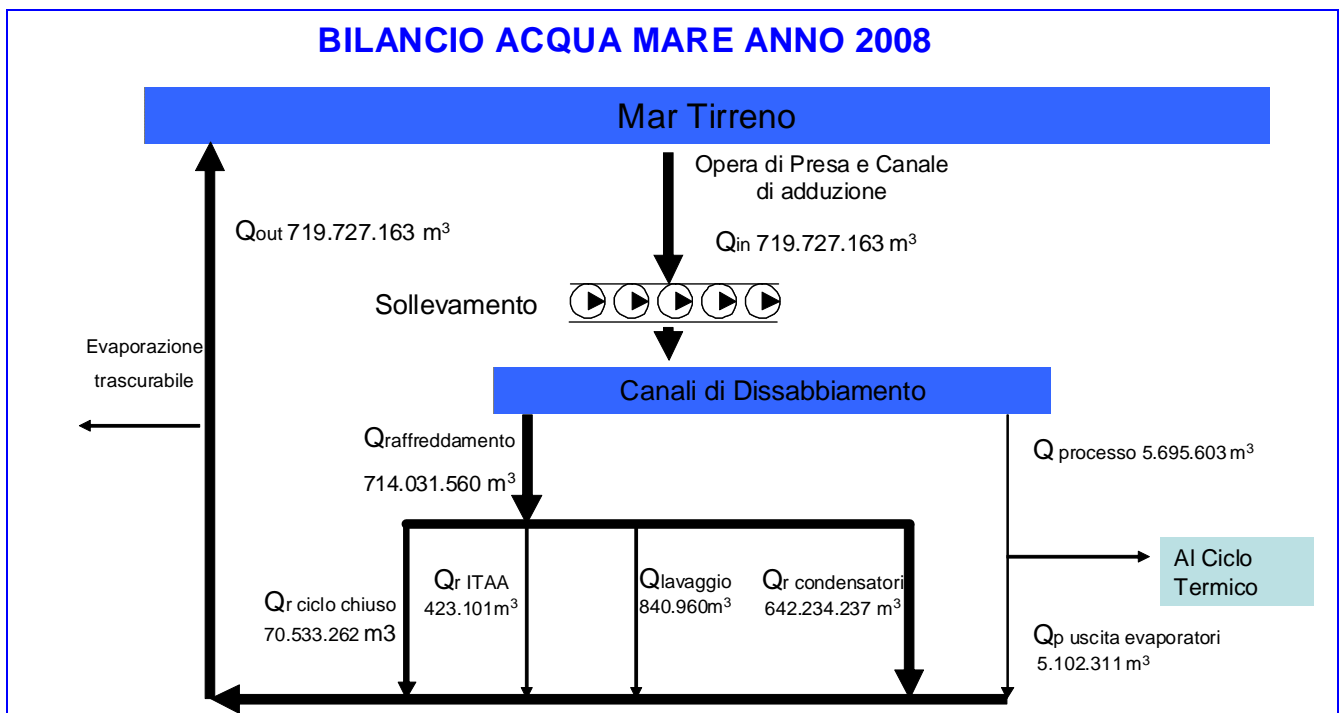 BILANCIO ACQUA MARE ANNO 2008
Mar Tirreno
Opera di Presa e Canale
di adduzione
Qout 719.727.163 m³
Qin 719.727.163 m³
Sollevamento
Evaporazione
trascurabile
Canali di Dissabbiamento
Qraffreddamento
714.031.560 m³
Q processo 5.695.603 m³
Al Ciclo
Termico
Qr ciclo chiuso
70.533.262 m3
Qr ITAA
423.101m³
Qlavaggio
840.960m³
Qr condensatori
642.234.237 m³
Qp uscita evaporatori
5.102.311 m³